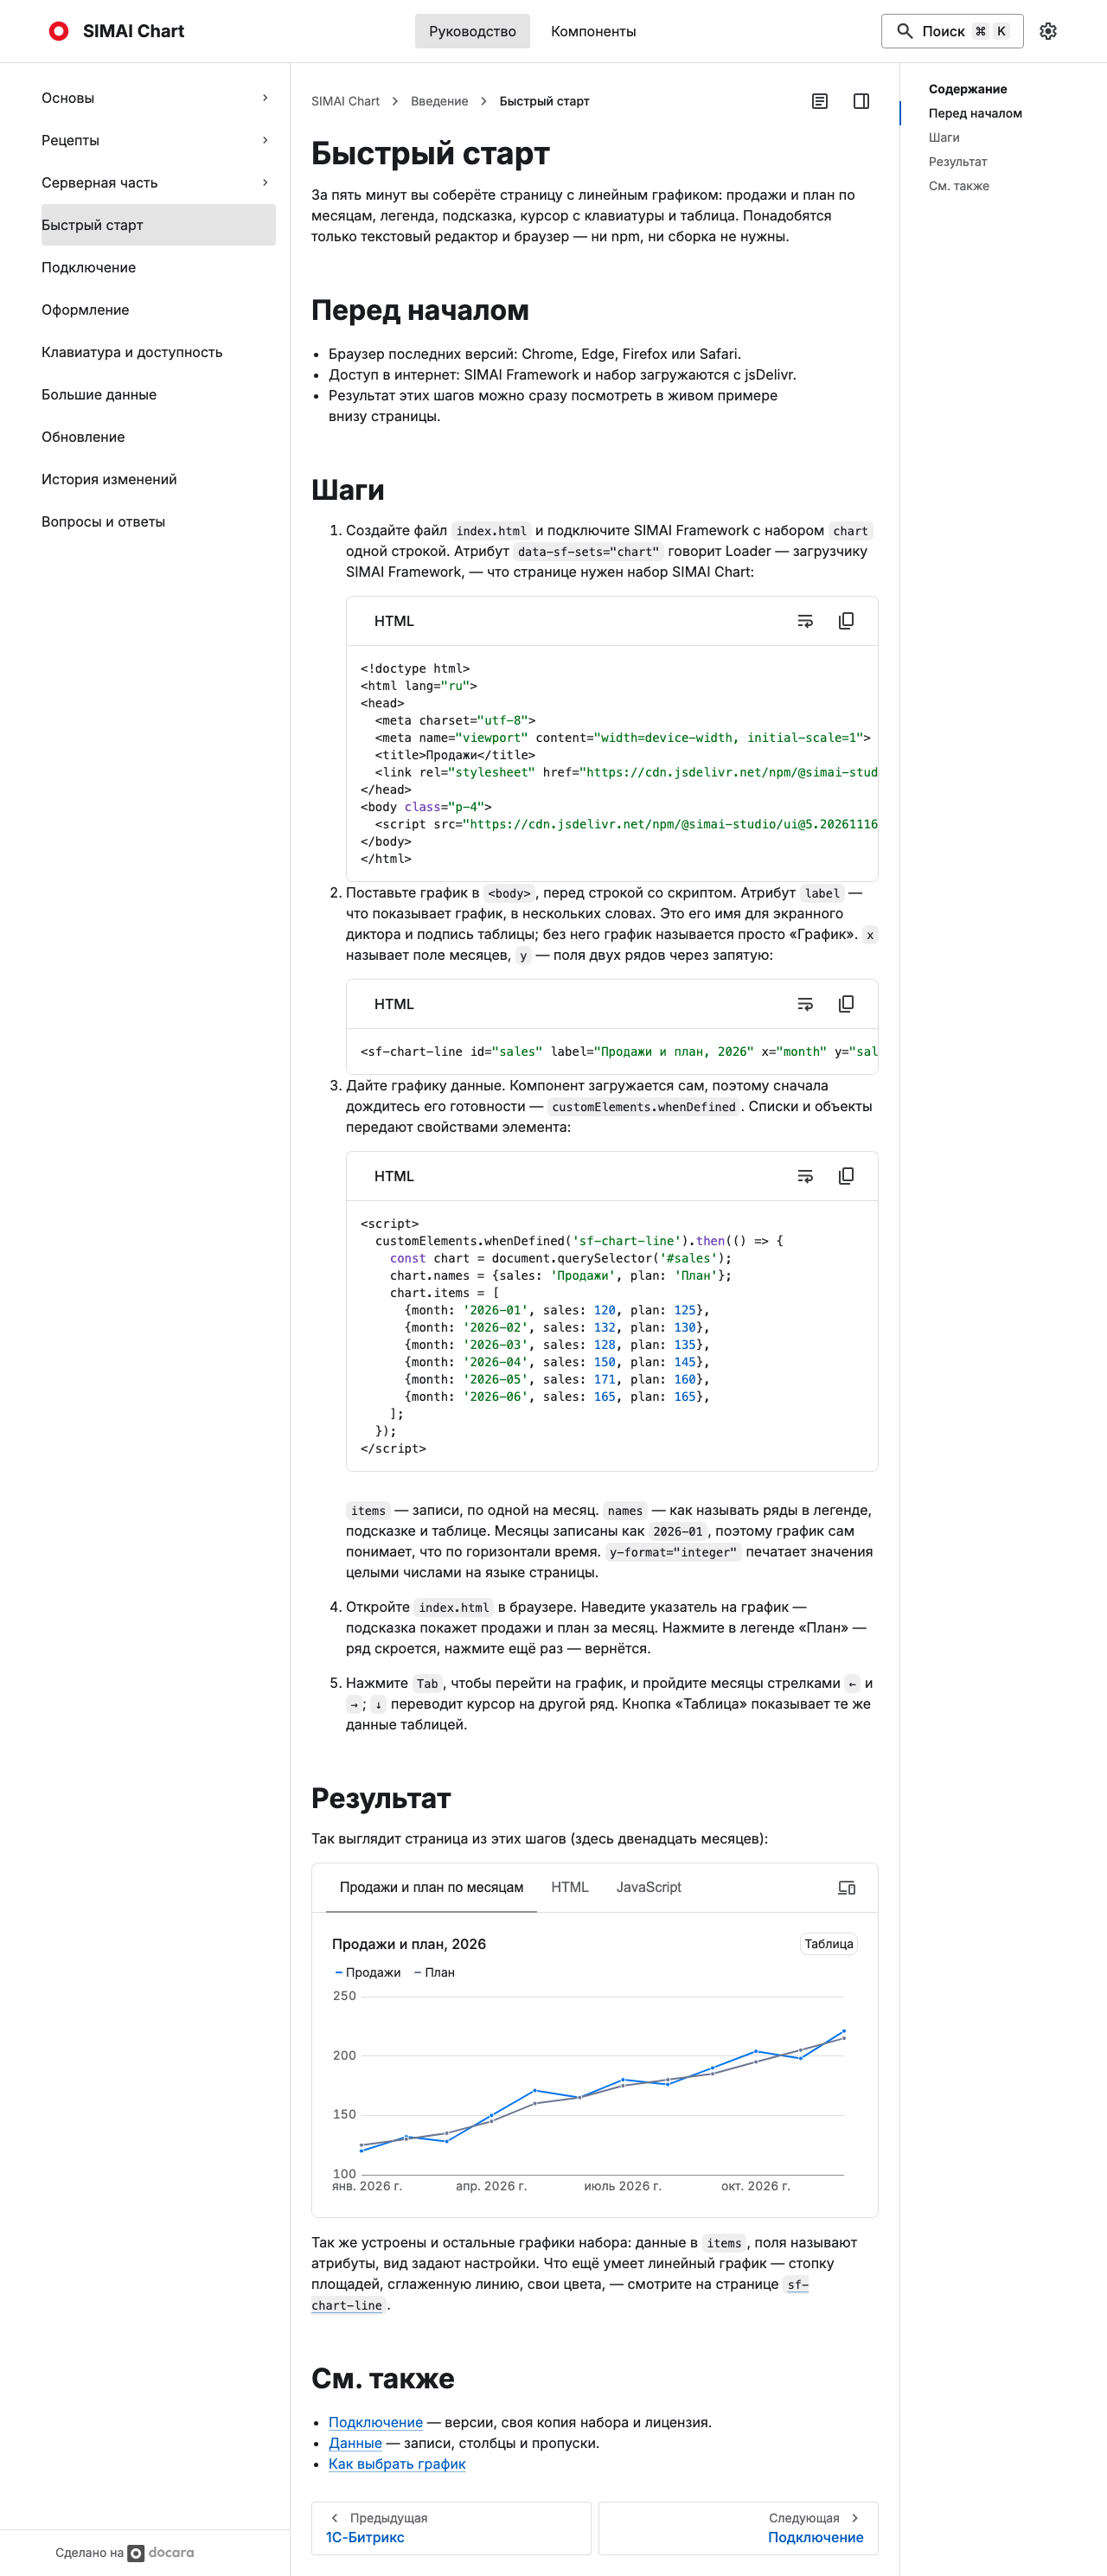 SIMAI Chart
Руководство
Компоненты
Поиск ⌘ K
Основы
Рецепты
Серверная часть
Быстрый старт
Подключение
Оформление
Клавиатура и доступность
Большие данные
Обновление
История изменений
Вопросы и ответы
Сделано на docara
SIMAI Chart > Введение > Быстрый старт
Быстрый старт
За пять минут вы соберёте страницу с линейным графиком: продажи и план по
месяцам, легенда, подсказка, курсор с клавиатуры и таблица. Понадобятся
только текстовый редактор и браузер — ни npm, ни сборка не нужны.
Перед началом
• Браузер последних версий: Chrome, Edge, Firefox или Safari.
• Доступ в интернет: SIMAI Framework и набор загружаются с jsDelivr.
• Результат этих шагов можно сразу посмотреть в живом примере
внизу страницы.
Шаги
1. Создайте файл index.html и подключите SIMAI Framework с набором chart
одной строкой. Атрибут data-sf-sets="chart" говорит Loader — загрузчику
SIMAI Framework, — что странице нужен набор SIMAI Chart:
HTML
<!doctype html>
<html lang="ru">
<head>
  <meta charset="utf-8">
  <meta name="viewport" content="width=device-width, initial-scale=1">
  <title>Продажи</title>
  <link rel="stylesheet" href="https://cdn.jsdelivr.net/npm/@simai-stud
</head>
<body class="p-4">
  <script src="https://cdn.jsdelivr.net/npm/@simai-studio/ui@5.20261116
</body>
</html>
2. Поставьте график в <body>, перед строкой со скриптом. Атрибут label —
что показывает график, в нескольких словах. Это его имя для экранного
диктора и подпись таблицы; без него график называется просто «График». x
называет поле месяцев, y — поля двух рядов через запятую:
HTML
<sf-chart-line id="sales" label="Продажи и план, 2026" x="month" y="sal
3. Дайте графику данные. Компонент загружается сам, поэтому сначала
дождитесь его готовности — customElements.whenDefined. Списки и объекты
передают свойствами элемента:
HTML
<script>
  customElements.whenDefined('sf-chart-line').then(() => {
    const chart = document.querySelector('#sales');
    chart.names = {sales: 'Продажи', plan: 'План'};
    chart.items = [
      {month: '2026-01', sales: 120, plan: 125},
      {month: '2026-02', sales: 132, plan: 130},
      {month: '2026-03', sales: 128, plan: 135},
      {month: '2026-04', sales: 150, plan: 145},
      {month: '2026-05', sales: 171, plan: 160},
      {month: '2026-06', sales: 165, plan: 165},
    ];
  });
</script>
items — записи, по одной на месяц. names — как называть ряды в легенде,
подсказке и таблице. Месяцы записаны как 2026-01, поэтому график сам
понимает, что по горизонтали время. y-format="integer" печатает значения
целыми числами на языке страницы.
4. Откройте index.html в браузере. Наведите указатель на график —
подсказка покажет продажи и план за месяц. Нажмите в легенде «План» —
ряд скроется, нажмите ещё раз — вернётся.
5. Нажмите Tab, чтобы перейти на график, и пройдите месяцы стрелками ← и
→; ↓ переводит курсор на другой ряд. Кнопка «Таблица» показывает те же
данные таблицей.
Результат
Так выглядит страница из этих шагов (здесь двенадцать месяцев):
Продажи и план по месяцам
HTML
JavaScript
Продажи и план, 2026
Таблица
Продажи План
250
200
150
100
янв. 2026 г. апр. 2026 г. июль 2026 г. окт. 2026 г.
Так же устроены и остальные графики набора: данные в items, поля называют
атрибуты, вид задают настройки. Что ещё умеет линейный график — стопку
площадей, сглаженную линию, свои цвета, — смотрите на странице sf-
chart-line.
См. также
• Подключение — версии, своя копия набора и лицензия.
• Данные — записи, столбцы и пропуски.
• Как выбрать график
Предыдущая
1С-Битрикс
Следующая
Подключение
Содержание
Перед началом
Шаги
Результат
См. также